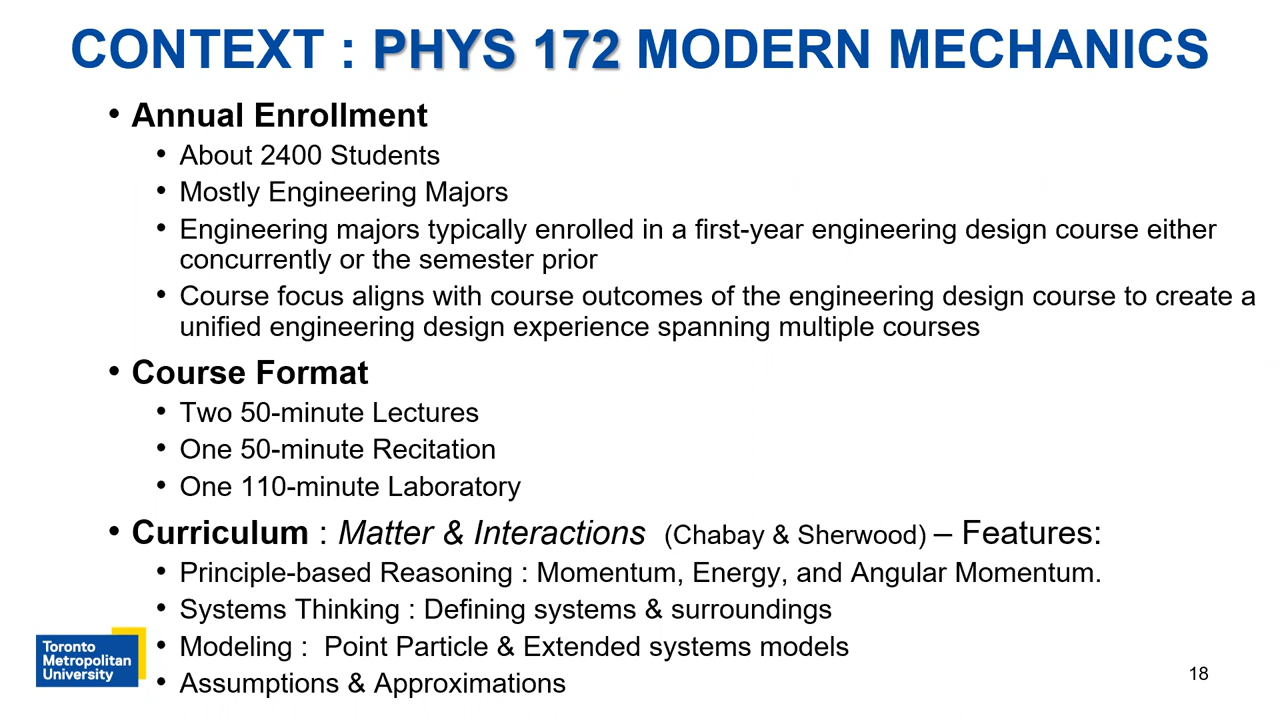 CONTEXT : PHYS 172 MODERN MECHANICS
• Annual Enrollment
• About 2400 Students
• Mostly Engineering Majors
• Engineering majors typically enrolled in a first-year engineering design course either
concurrently or the semester prior
• Course focus aligns with course outcomes of the engineering design course to create a
unified engineering design experience spanning multiple courses
• Course Format
• Two 50-minute Lectures
• One 50-minute Recitation
• One 110-minute Laboratory
• Curriculum : Matter & Interactions (Chabay & Sherwood) – Features:
• Principle-based Reasoning : Momentum, Energy, and Angular Momentum.
• Systems Thinking : Defining systems & surroundings
• Modeling : Point Particle & Extended systems models
• Assumptions & Approximations
Toronto
Metropolitan
University
18